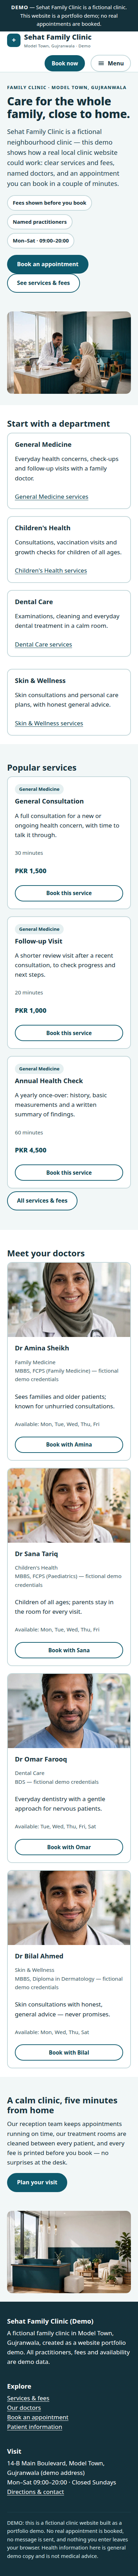 DEMO — Sehat Family Clinic is a fictional clinic.
This website is a portfolio demo; no real
appointments are booked.
Sehat Family Clinic
Model Town, Gujranwala · Demo
Book now
Menu
FAMILY CLINIC · MODEL TOWN, GUJRANWALA
Care for the whole
family, close to home.
Sehat Family Clinic is a fictional
neighbourhood clinic — this demo
shows how a real local clinic website
could work: clear services and fees,
named doctors, and an appointment
you can book in a couple of minutes.
Fees shown before you book
Named practitioners
Mon–Sat · 09:00–20:00
Book an appointment
See services & fees
Start with a department
General Medicine
Everyday health concerns, check-ups
and follow-up visits with a family
doctor.
General Medicine services
Children's Health
Consultations, vaccination visits and
growth checks for children of all ages.
Children's Health services
Dental Care
Examinations, cleaning and everyday
dental treatment in a calm room.
Dental Care services
Skin & Wellness
Skin consultations and personal care
plans, with honest general advice.
Skin & Wellness services
Popular services
General Medicine
General Consultation
A full consultation for a new or
ongoing health concern, with time to
talk it through.
30 minutes
PKR 1,500
Book this service
General Medicine
Follow-up Visit
A shorter review visit after a recent
consultation, to check progress and
next steps.
20 minutes
PKR 1,000
Book this service
General Medicine
Annual Health Check
A yearly once-over: history, basic
measurements and a written
summary of findings.
60 minutes
PKR 4,500
Book this service
All services & fees
Meet your doctors
Dr Amina Sheikh
Family Medicine
MBBS, FCPS (Family Medicine) — fictional
demo credentials
Sees families and older patients;
known for unhurried consultations.
Available: Mon, Tue, Wed, Thu, Fri
Book with Amina
Dr Sana Tariq
Children's Health
MBBS, FCPS (Paediatrics) — fictional demo
credentials
Children of all ages; parents stay in
the room for every visit.
Available: Mon, Tue, Wed, Thu, Fri
Book with Sana
Dr Omar Farooq
Dental Care
BDS — fictional demo credentials
Everyday dentistry with a gentle
approach for nervous patients.
Available: Tue, Wed, Thu, Fri, Sat
Book with Omar
Dr Bilal Ahmed
Skin & Wellness
MBBS, Diploma in Dermatology — fictional
demo credentials
Skin consultations with honest,
general advice — never promises.
Available: Mon, Wed, Thu, Sat
Book with Bilal
A calm clinic, five minutes
from home
Our reception team keeps appointments
running on time, our treatment rooms are
cleaned between every patient, and every
fee is printed before you book — no
surprises at the desk.
Plan your visit
Sehat Family Clinic (Demo)
A fictional family clinic in Model Town,
Gujranwala, created as a website portfolio
demo. All practitioners, fees and availability
are demo data.
Explore
Services & fees
Our doctors
Book an appointment
Patient information
Visit
14-B Main Boulevard, Model Town,
Gujranwala (demo address)
Mon–Sat 09:00–20:00 · Closed Sundays
Directions & contact
DEMO: this is a fictional clinic website built as a
portfolio demo. No real appointment is booked,
no message is sent, and nothing you enter leaves
your browser. Health information here is general
demo copy and is not medical advice.